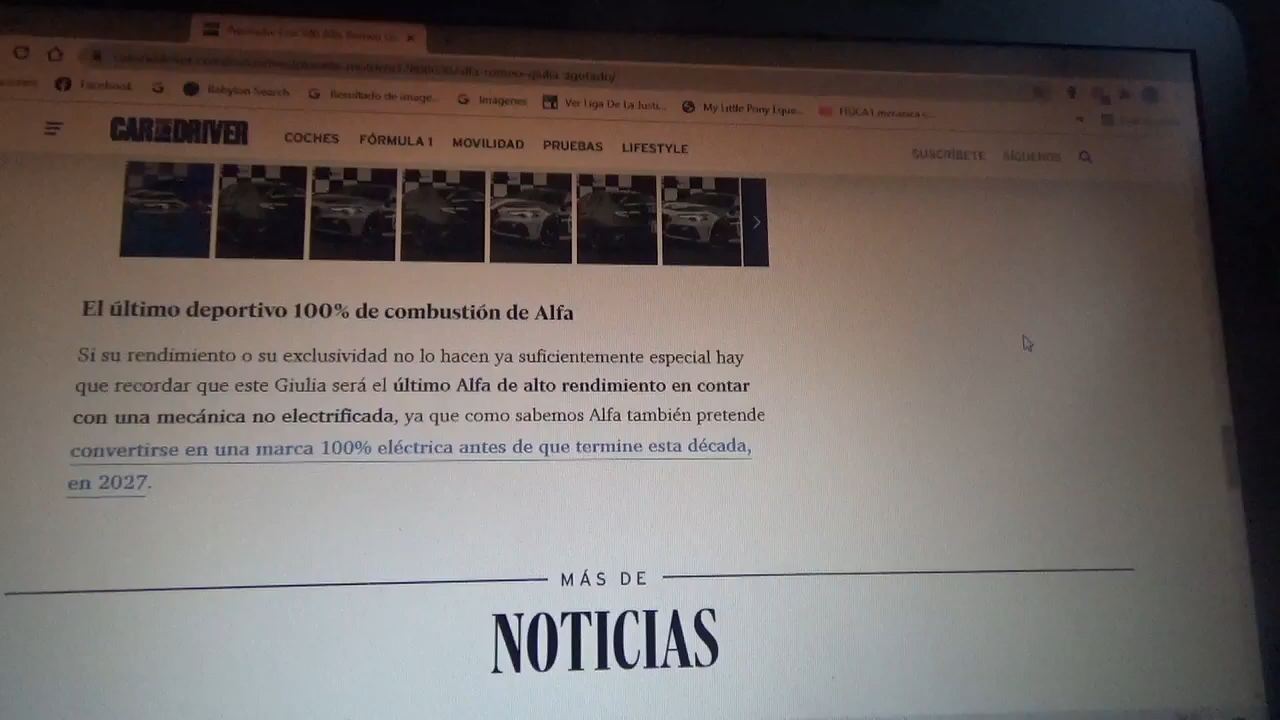 Facebook
Babylon Search
Resultado de image...
Imágenes
Ver Liga De La Justi...
My Little Pony Eque...
CAR AND DRIVER
COCHES FÓRMULA 1 MOVILIDAD PRUEBAS LIFESTYLE
SUSCRÍBETE SÍGUENOS
El último deportivo 100% de combustión de Alfa
Si su rendimiento o su exclusividad no lo hacen ya suficientemente especial hay
que recordar que este Giulia será el último Alfa de alto rendimiento en contar
con una mecánica no electrificada, ya que como sabemos Alfa también pretende
convertirse en una marca 100% eléctrica antes de que termine esta década,
en 2027.
MÁS DE
NOTICIAS